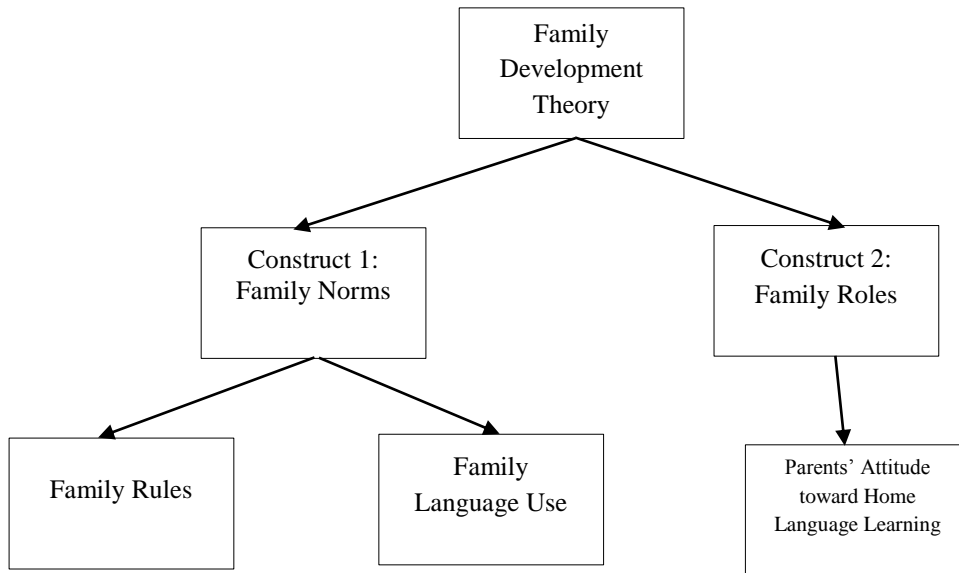 Family
Development
Theory
Construct 1:
Family Norms
Construct 2:
Family Roles
Family Rules
Family
Language Use
Parents’ Attitude
toward Home
Language Learning